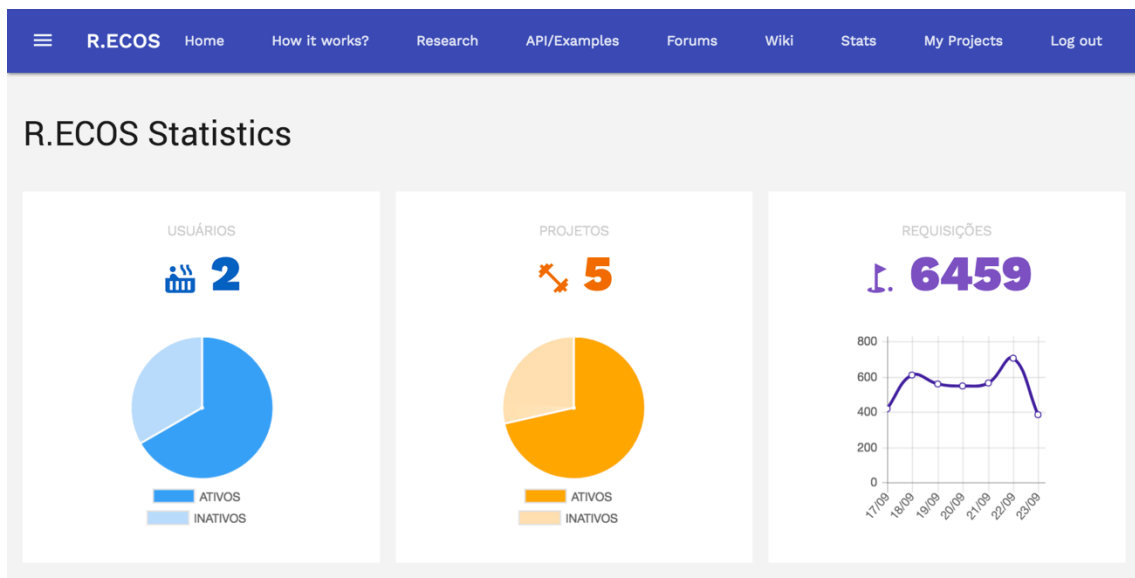 R.ECOS Home How it works? Research API/Examples Forums Wiki Stats My Projects Log out
R.ECOS Statistics
USUÁRIOS
2
ATIVOS
INATIVOS
PROJETOS
5
ATIVOS
INATIVOS
REQUISIÇÕES
6459
800
600
400
200
0
17/09 18/09 19/09 20/09 21/09 22/09 23/09